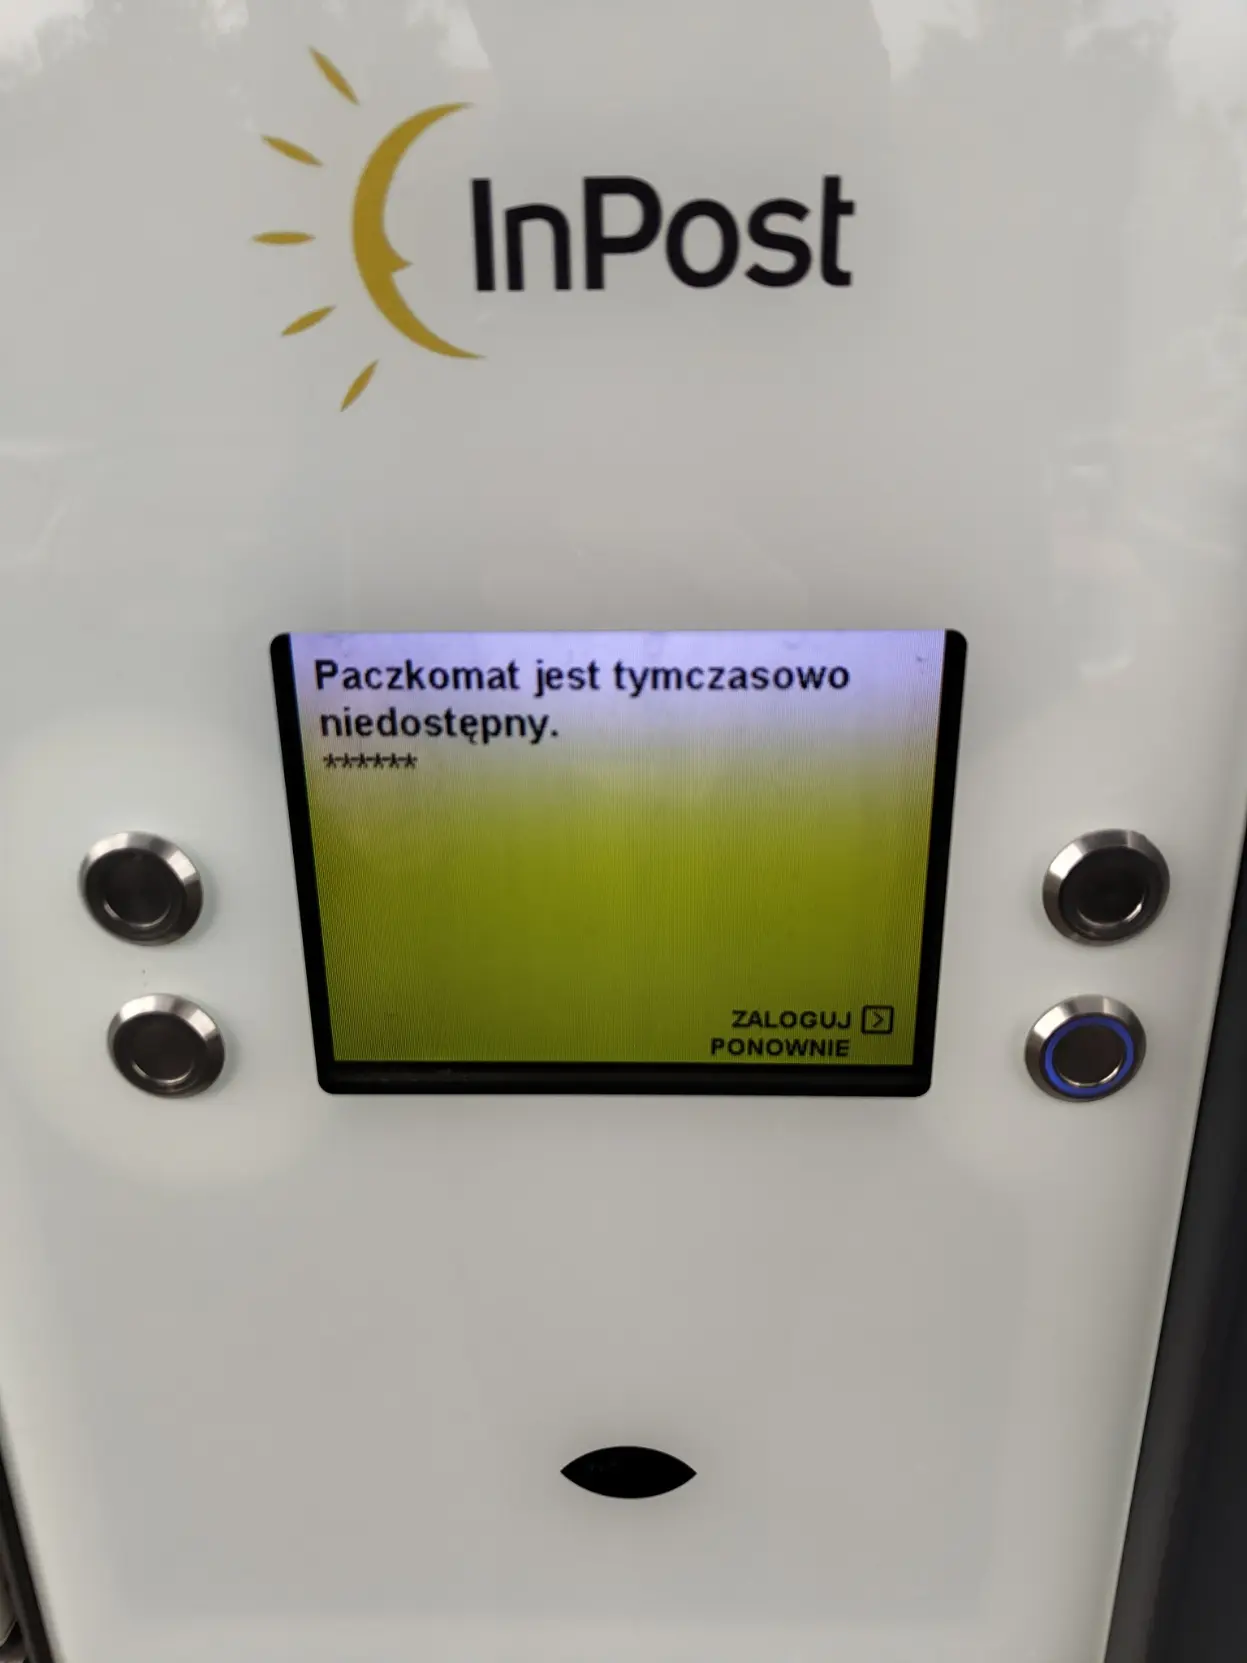 InPost
Paczkomat jest tymczasowo
niedostępny.
******
ZALOGUJ
PONOWNIE